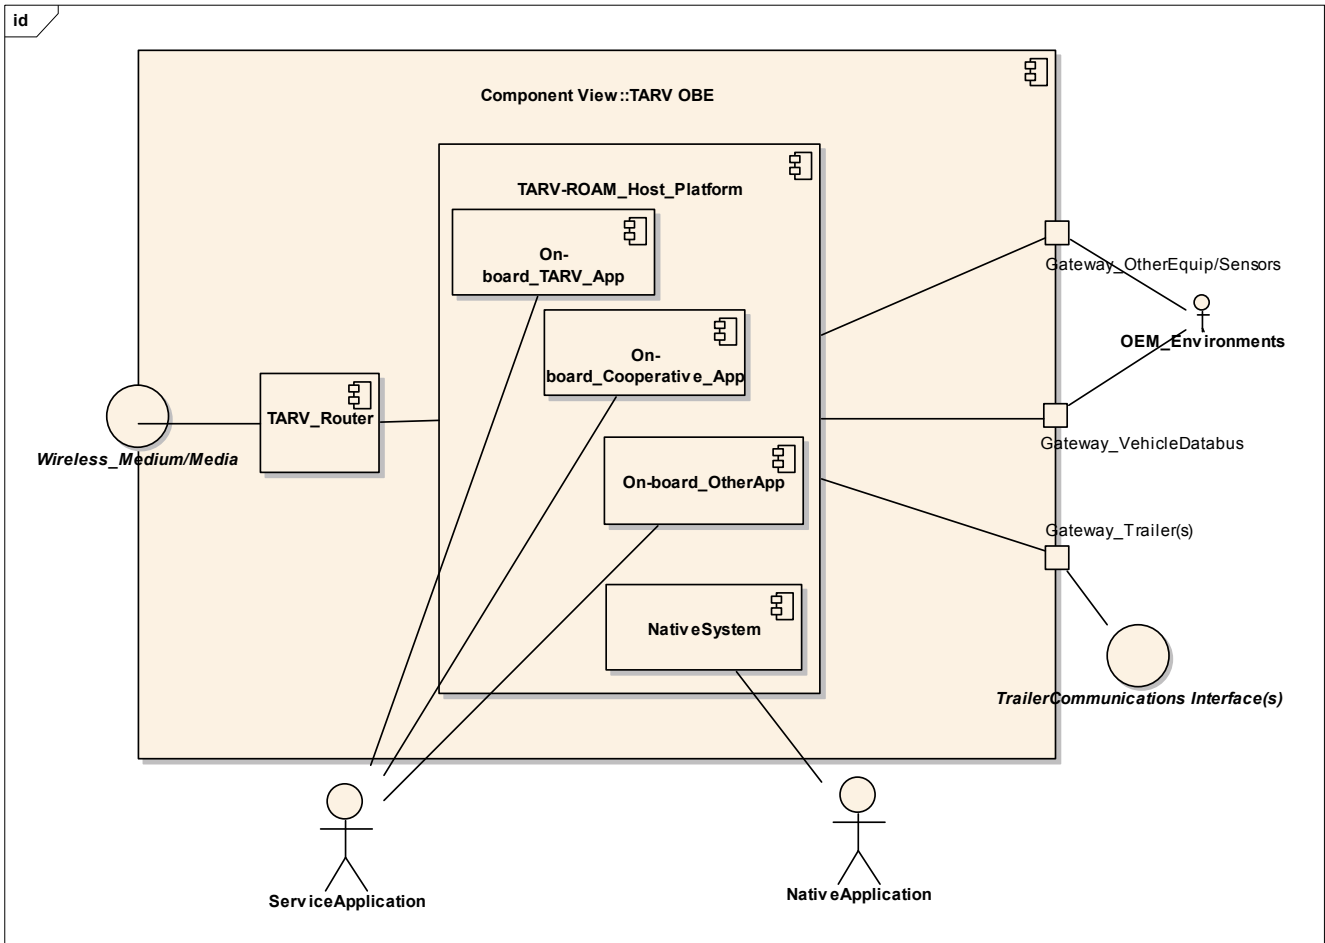 id
Component View::TARV OBE
TARV-ROAM_Host_Platform
On-
board_TARV_App
On-
board_Cooperative_App
On-board_OtherApp
NativeSystem
TARV_Router
Wireless_Medium/Media
Gateway_OtherEquip/Sensors
OEM_Environments
Gateway_VehicleDatabus
Gateway_Trailer(s)
TrailerCommunications Interface(s)
ServiceApplication
NativeApplication